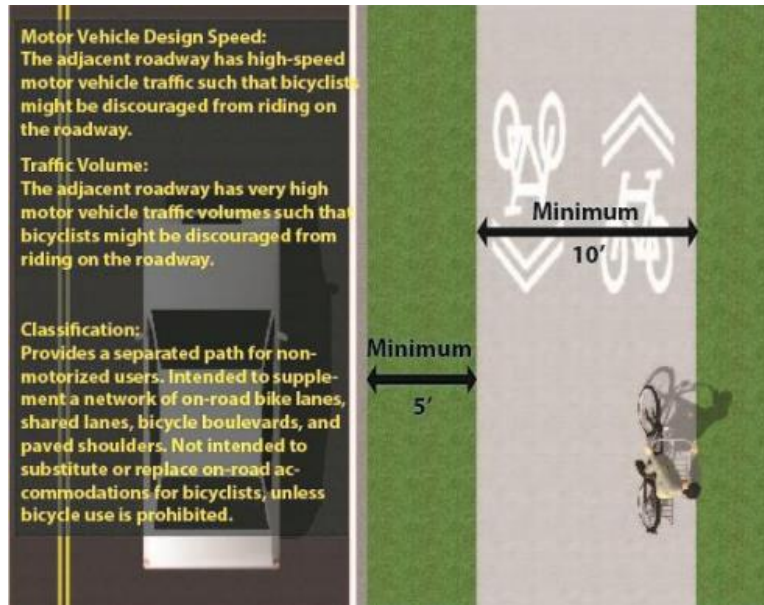 Motor Vehicle Design Speed:
The adjacent roadway has high-speed
motor vehicle traffic such that bicyclists
might be discouraged from riding on
the roadway.
Traffic Volume:
The adjacent roadway has very high
motor vehicle traffic volumes such that
bicyclists might be discouraged from
riding on the roadway.
Classification:
Provides a separated path for non-
motorized users. Intended to supple-
ment a network of on-road bike lanes,
shared lanes, bicycle boulevards, and
paved shoulders. Not intended to
substitute or replace on-road ac-
commodations for bicyclists, unless
bicycle use is prohibited.
Minimum
5'
Minimum
10'